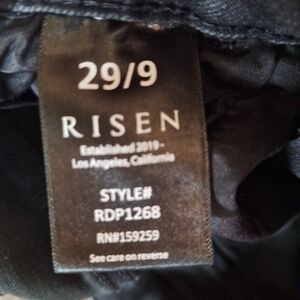 29/9
RISEN
Established 2019-
Los Angeles, California
STYLE#
RDP1268
RN#159259
See care on reverse